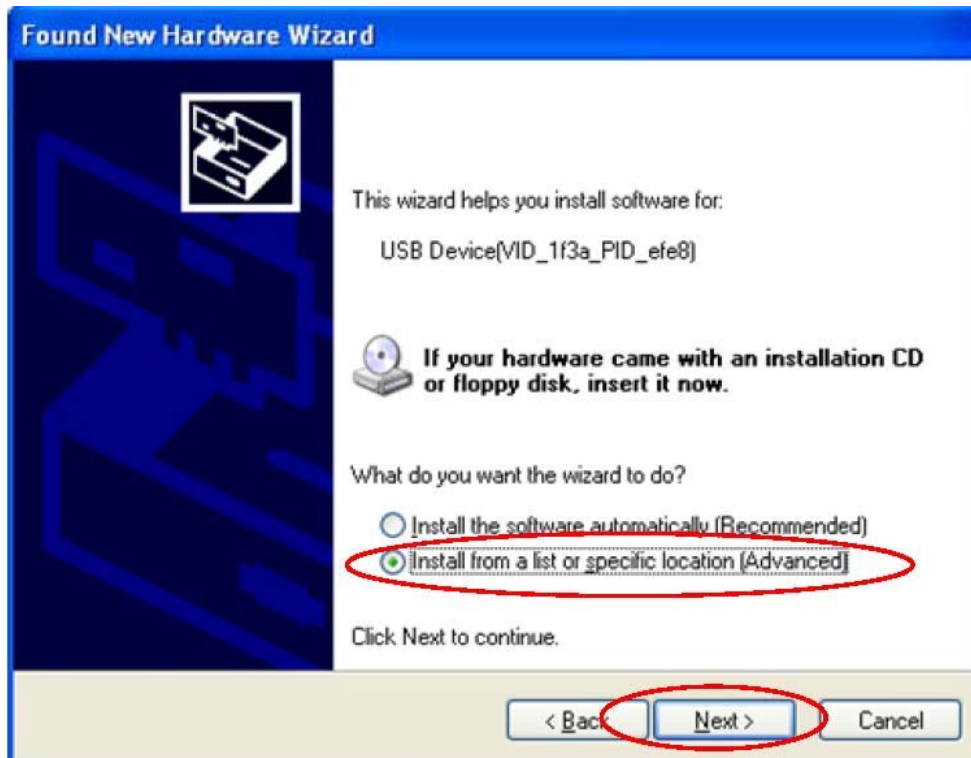 Found New Hardware Wizard
This wizard helps you install software for:
USB Device(VID_1f3a_PID_efe8)
If your hardware came with an installation CD
or floppy disk, insert it now.
What do you want the wizard to do?
Install the software automatically (Recommended)
Install from a list or specific location (Advanced)
Click Next to continue.
< Back
Next >
Cancel